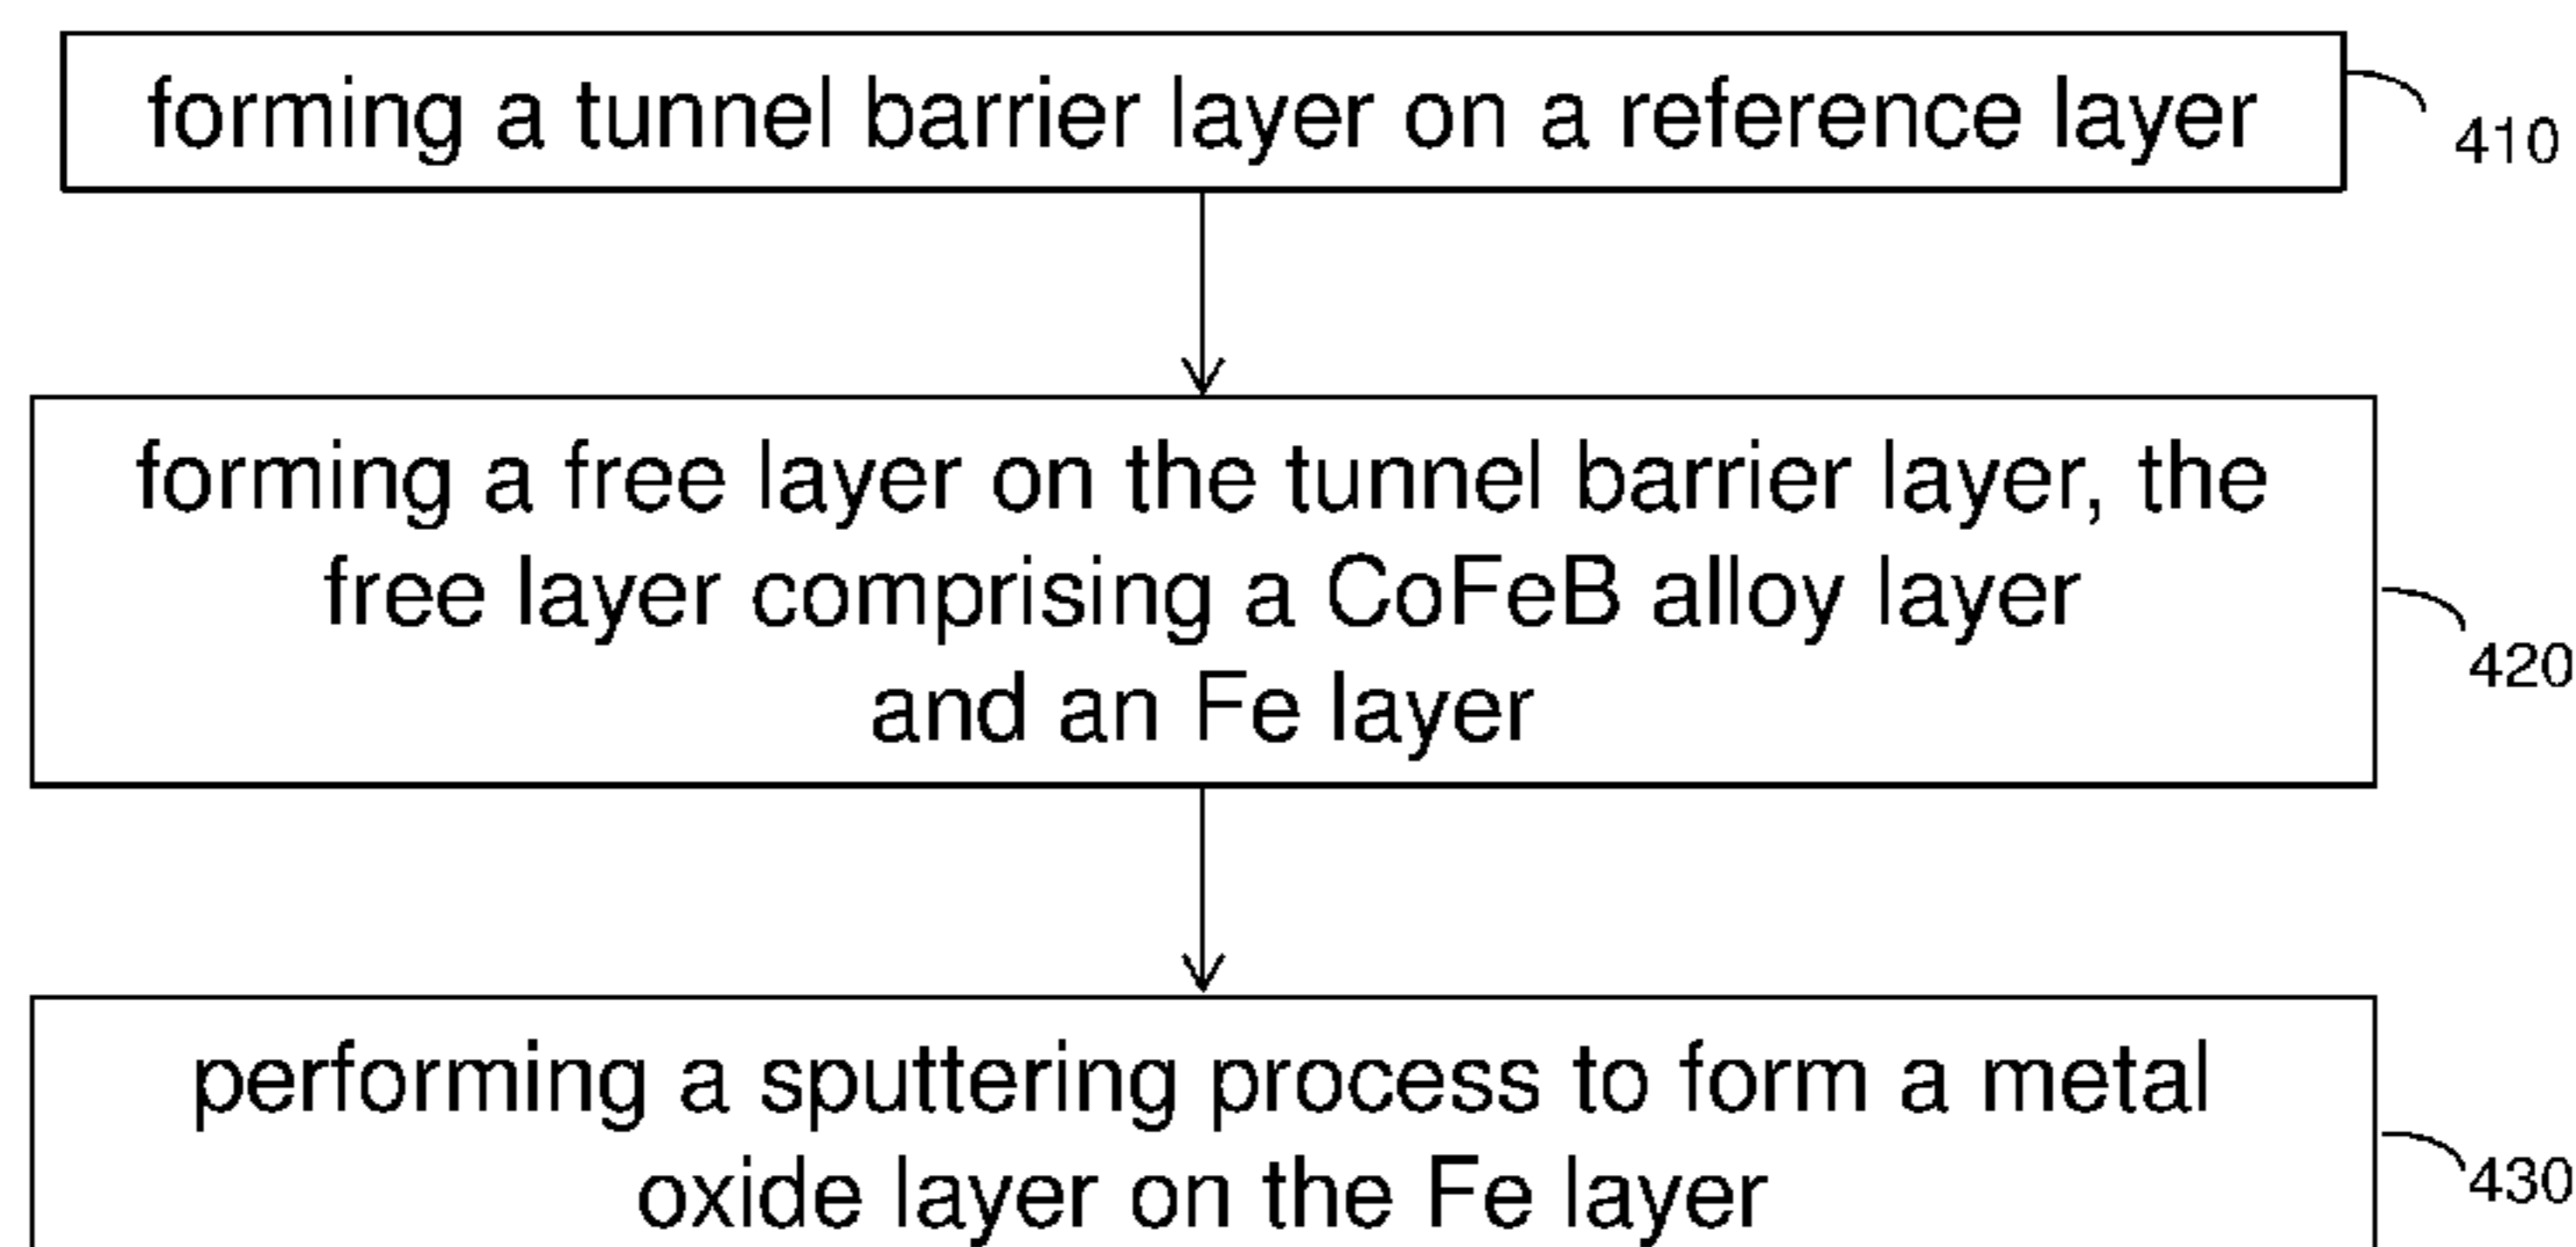 forming a tunnel barrier layer on a reference layer
410
forming a free layer on the tunnel barrier layer, the
free layer comprising a CoFeB alloy layer
and an Fe layer
420
performing a sputtering process to form a metal
oxide layer on the Fe layer
430